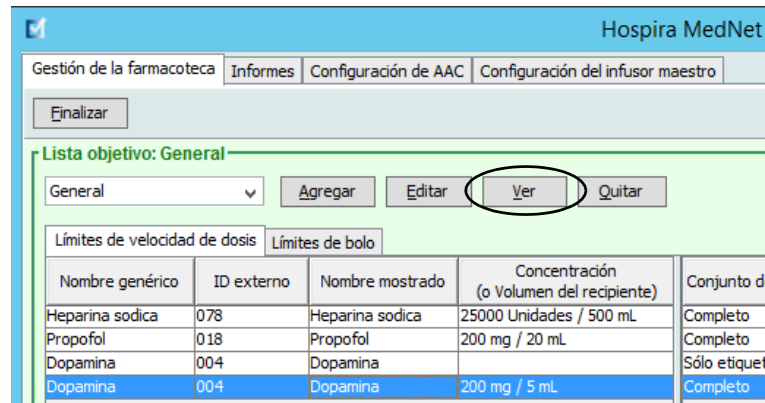 Hospira MedNet
Gestión de la farmacoteca Informes Configuración de AAC Configuración del infusor maestro
Finalizar
Lista objetivo: General
General Agregar Editar Ver Quitar
Límites de velocidad de dosis Límites de bolo
Nombre genérico ID externo Nombre mostrado Concentración (o Volumen del recipiente) Conjunto d
Heparina sodica 078 Heparina sodica 25000 Unidades / 500 mL Completo
Propofol 018 Propofol 200 mg / 20 mL Completo
Dopamina 004 Dopamina Sólo etiquet
Dopamina 004 Dopamina 200 mg / 5 mL Completo